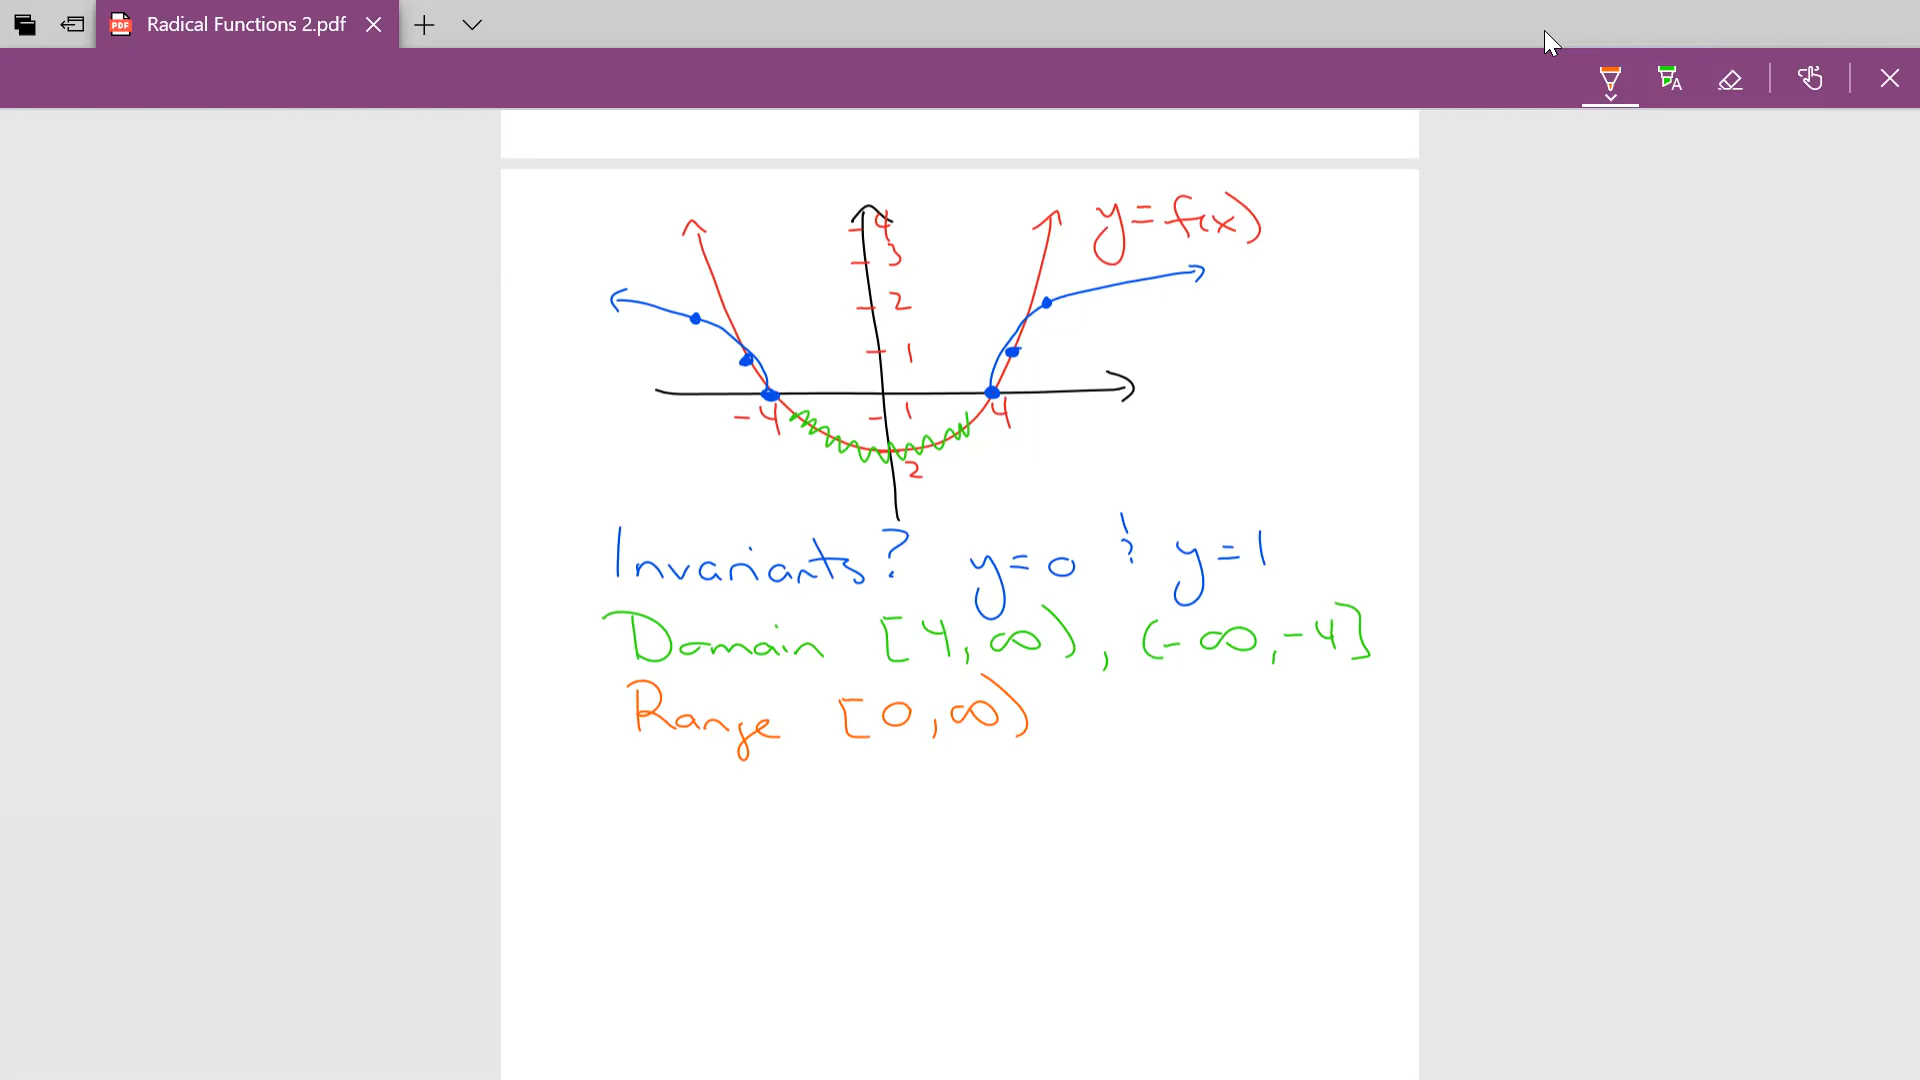 Radical Functions 2.pdf
y = f(x)
4
3
2
1
-4 -1 4
2
Invariants? y = 0 & y = 1
Domain [4, ∞), (-∞, -4]
Range [0, ∞)